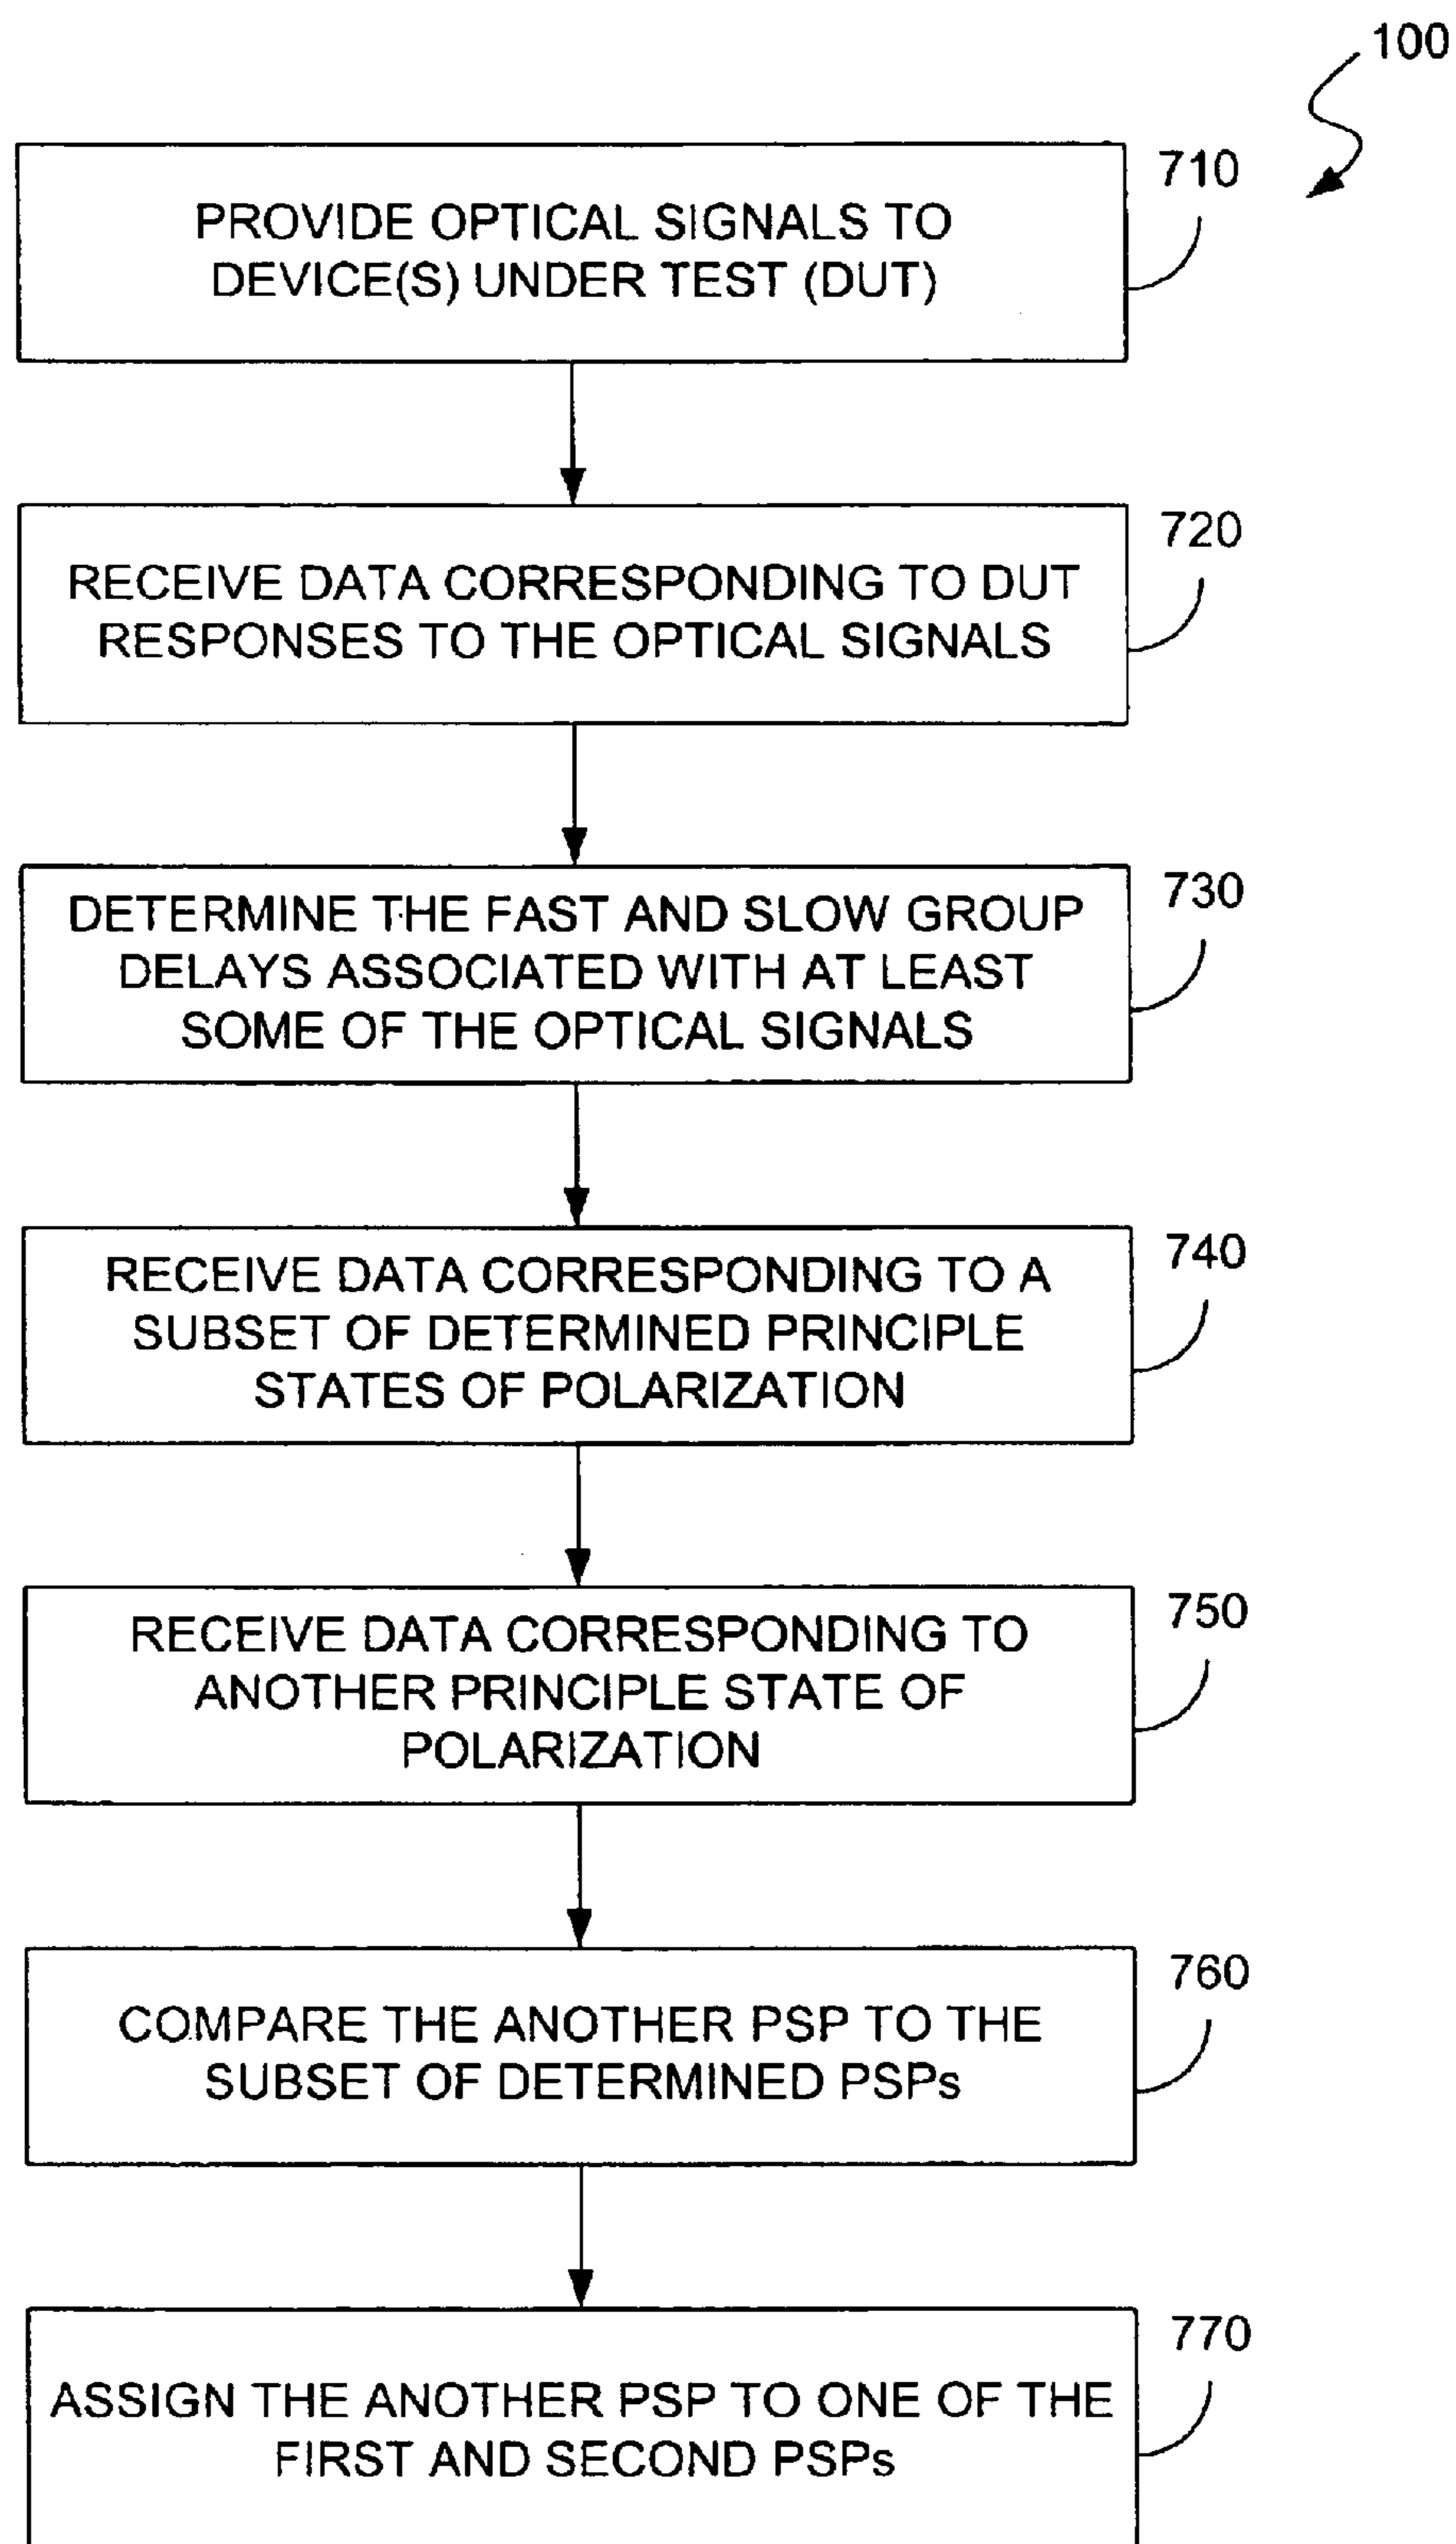 100
710
PROVIDE OPTICAL SIGNALS TO
DEVICE(S) UNDER TEST (DUT)
720
RECEIVE DATA CORRESPONDING TO DUT
RESPONSES TO THE OPTICAL SIGNALS
730
DETERMINE THE FAST AND SLOW GROUP
DELAYS ASSOCIATED WITH AT LEAST
SOME OF THE OPTICAL SIGNALS
740
RECEIVE DATA CORRESPONDING TO A
SUBSET OF DETERMINED PRINCIPLE
STATES OF POLARIZATION
750
RECEIVE DATA CORRESPONDING TO
ANOTHER PRINCIPLE STATE OF
POLARIZATION
760
COMPARE THE ANOTHER PSP TO THE
SUBSET OF DETERMINED PSPs
770
ASSIGN THE ANOTHER PSP TO ONE OF THE
FIRST AND SECOND PSPs